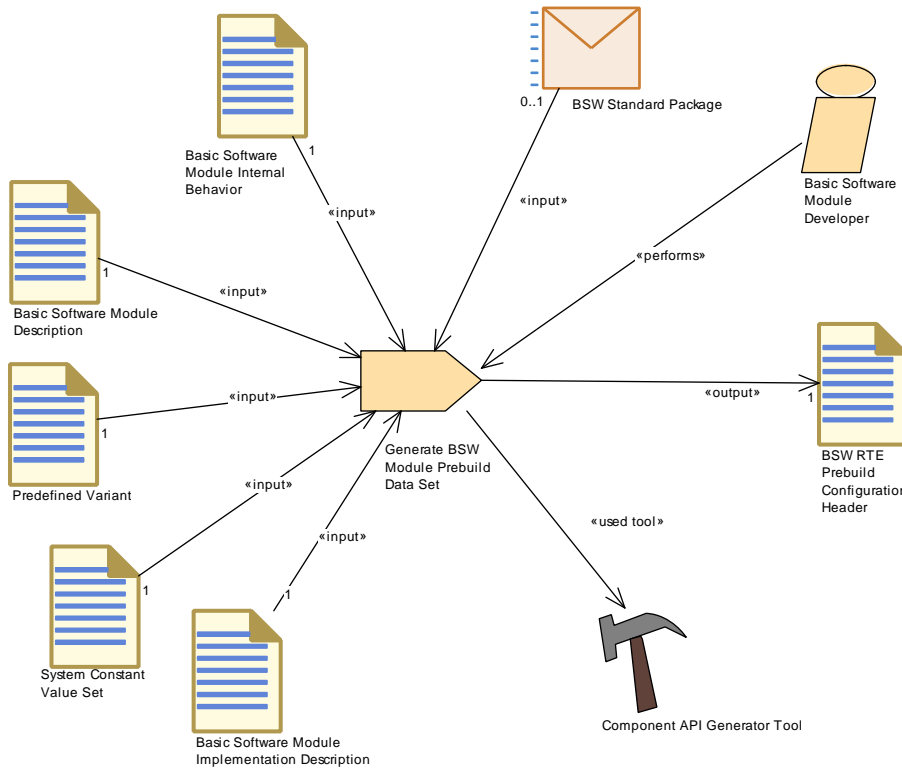 0..1
BSW Standard Package
1
Basic Software
Module Internal
Behavior
Basic Software
Module
Developer
«input»
«input»
«performs»
1
Basic Software Module
Description
«input»
«input»
1
Predefined Variant
Generate BSW
Module Prebuild
Data Set
«output»
1
BSW RTE
Prebuild
Configuration
Header
«input»
«input»
«used tool»
1
System Constant
Value Set
1
Basic Software Module
Implementation Description
Component API Generator Tool